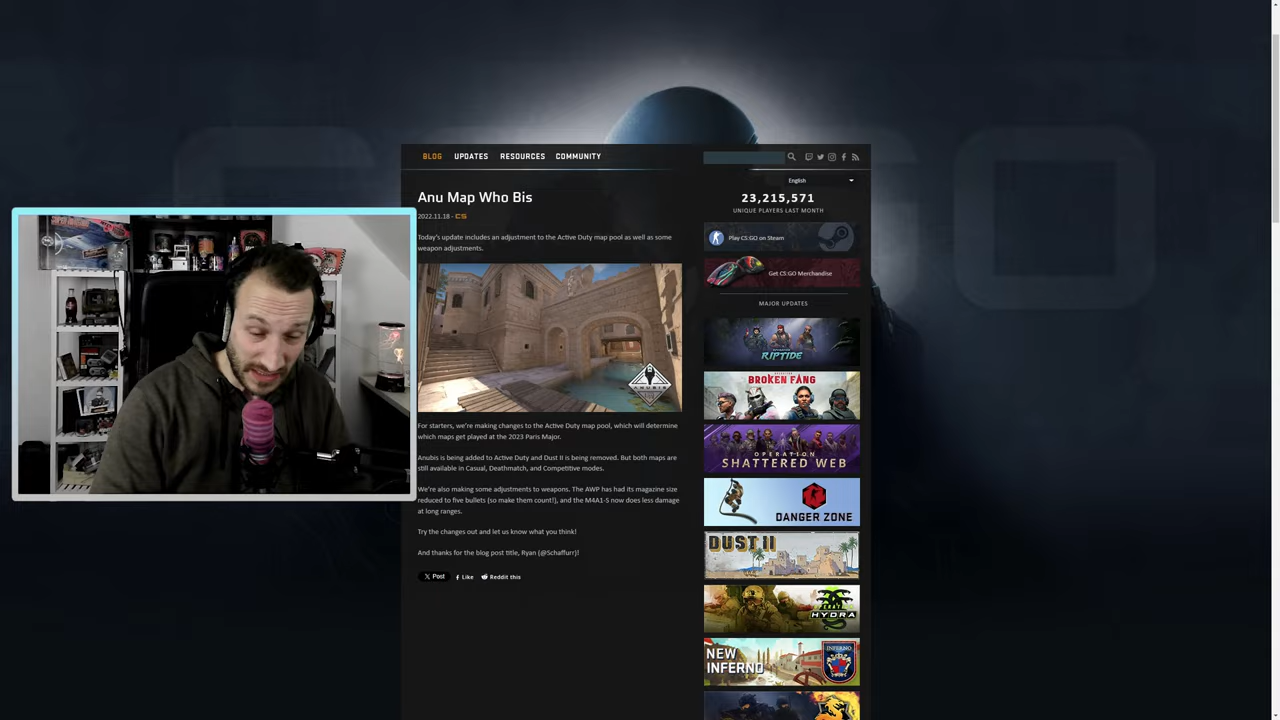 BLOG UPDATES RESOURCES COMMUNITY
English
Anu Map Who Bis
2022.11.18 - CS
Today's update includes an adjustment to the Active Duty map pool as well as some
weapon adjustments.
ANUBIS
For starters, we're making changes to the Active Duty map pool, which will determine
which maps get played at the 2023 Paris Major.
Anubis is being added to Active Duty and Dust II is being removed. But both maps are
still available in Casual, Deathmatch, and Competitive modes.
We're also making some adjustments to weapons. The AWP has had its magazine size
reduced to five bullets (so make them count!), and the M4A1-S now does less damage
at long ranges.
Try the changes out and let us know what you think!
And thanks for the blog post title, Ryan (@Schaffurr)!
Post Like Reddit this
23,215,571
UNIQUE PLAYERS LAST MONTH
Play CS:GO on Steam
Get CS:GO Merchandise
MAJOR UPDATES
RIPTIDE
BROKEN FANG
OPERATION
SHATTERED WEB
DANGER ZONE
DUST II
HYDRA
NEW
INFERNO
INFERNO